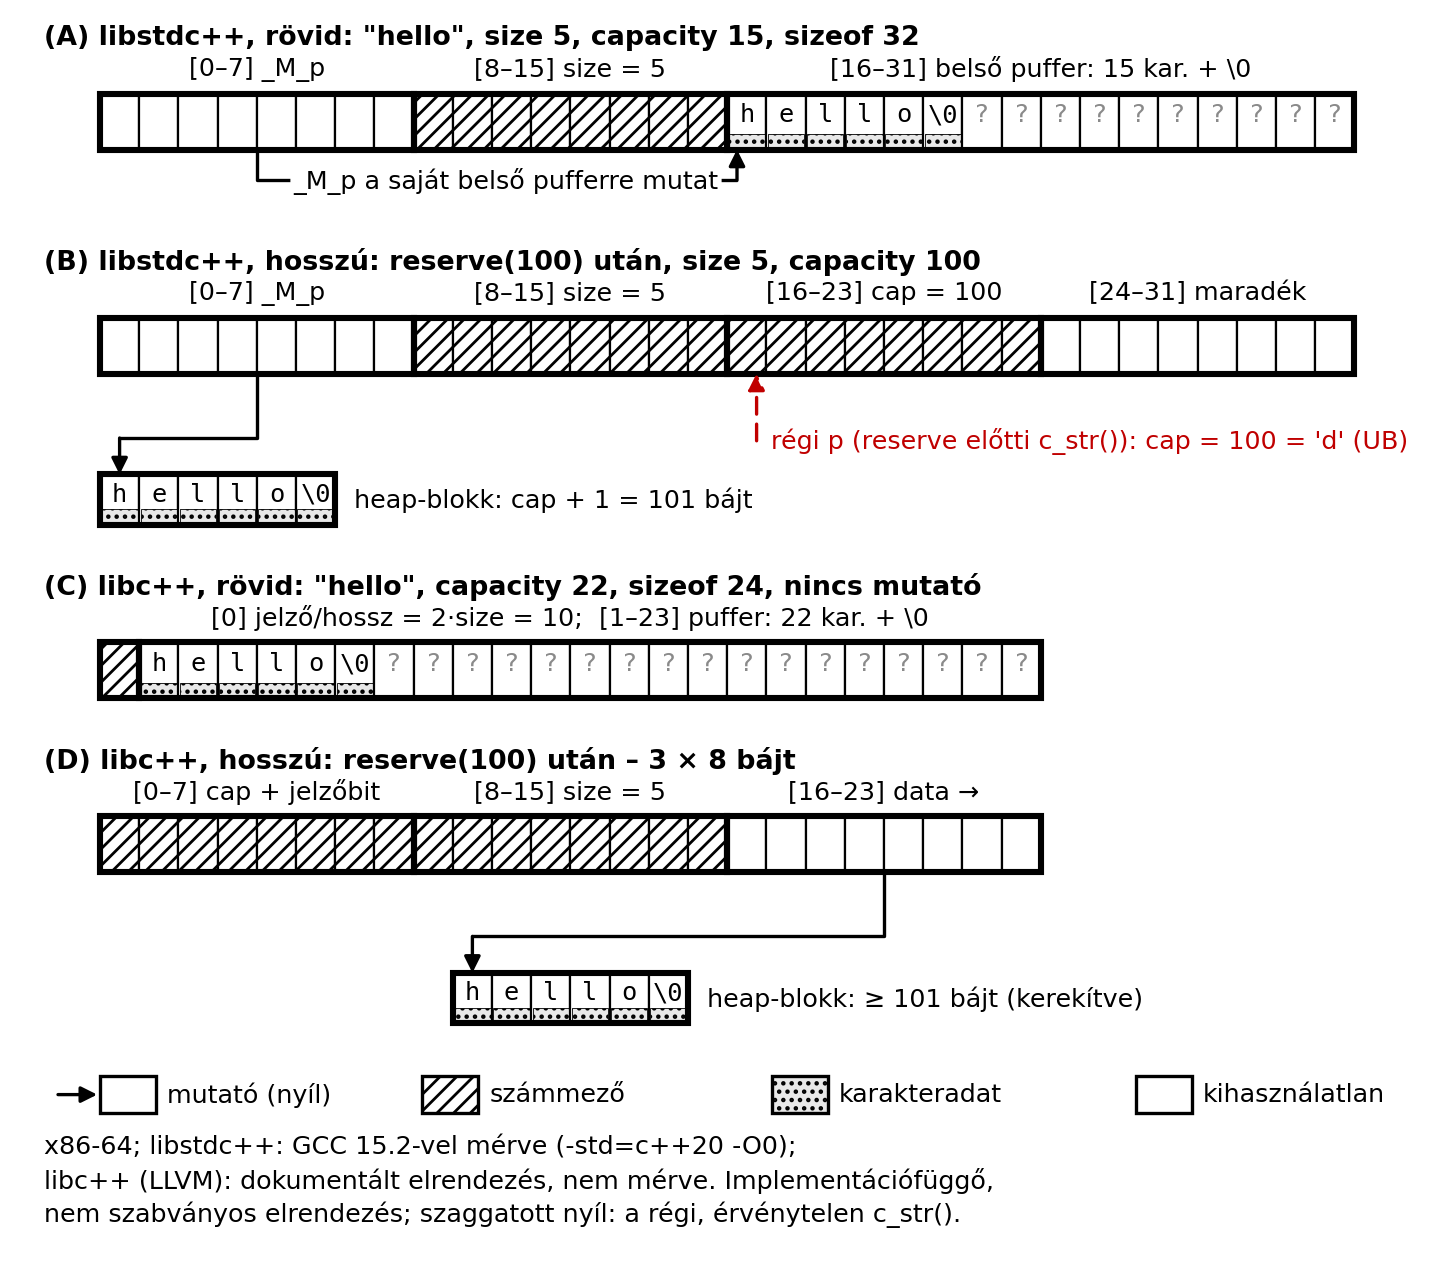 (A) libstdc++, rövid: "hello", size 5, capacity 15, sizeof 32
[0–7] _M_p [8–15] size = 5 [16–31] belső puffer: 15 kar. + \0
h e l l o \0 ? ? ? ? ? ? ? ? ? ?
_M_p a saját belső pufferre mutat
(B) libstdc++, hosszú: reserve(100) után, size 5, capacity 100
[0–7] _M_p [8–15] size = 5 [16–23] cap = 100 [24–31] maradék
régi p (reserve előtti c_str()): cap = 100 = 'd' (UB)
h e l l o \0 heap-blokk: cap + 1 = 101 bájt
(C) libc++, rövid: "hello", capacity 22, sizeof 24, nincs mutató
[0] jelző/hossz = 2·size = 10; [1–23] puffer: 22 kar. + \0
h e l l o \0 ? ? ? ? ? ? ? ? ? ? ? ? ? ? ? ? ?
(D) libc++, hosszú: reserve(100) után – 3 × 8 bájt
[0–7] cap + jelzőbit [8–15] size = 5 [16–23] data →
h e l l o \0 heap-blokk: ≥ 101 bájt (kerekítve)
mutató (nyíl) számmező karakteradat kihasználatlan
x86-64; libstdc++: GCC 15.2-vel mérve (-std=c++20 -O0);
libc++ (LLVM): dokumentált elrendezés, nem mérve. Implementációfüggő,
nem szabványos elrendezés; szaggatott nyíl: a régi, érvénytelen c_str().